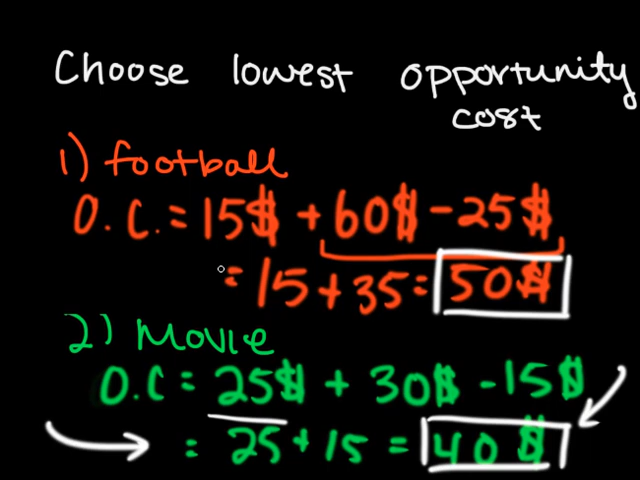 Choose lowest opportunity
cost
1) football
O.C.=15$ + 60$ - 25$
= 15 + 35 = 50$
2) Movie
O.C = 25$ + 30$ - 15$
= 25 + 15 = 40$